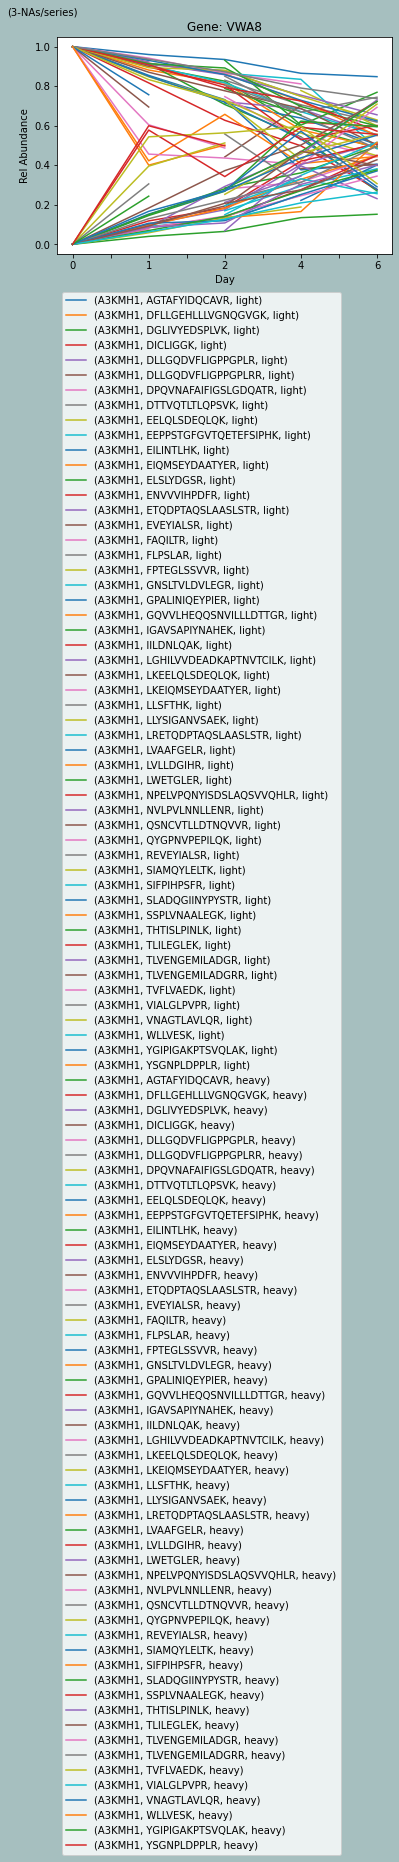 (3-NAs/series)
Gene: VWA8
1.0
0.8
0.6
0.4
0.2
0.0
Rel Abundance
0 1 2 4 6
Day
(A3KMH1, AGTAFYIDQCAVR, light)
(A3KMH1, DFLLGEHLLLVGNQGVGK, light)
(A3KMH1, DGLIVYEDSPLVK, light)
(A3KMH1, DICLIGGK, light)
(A3KMH1, DLLGQDVFLIGPPGPLR, light)
(A3KMH1, DLLGQDVFLIGPPGPLRR, light)
(A3KMH1, DPQVNAFAIFIGSLGDQATR, light)
(A3KMH1, DTTVQTLTLQPSVK, light)
(A3KMH1, EELQLSDEQLQK, light)
(A3KMH1, EEPPSTGFGVTQETEFSIPHK, light)
(A3KMH1, EILINTLHK, light)
(A3KMH1, EIQMSEYDAATYER, light)
(A3KMH1, ELSLYDGSR, light)
(A3KMH1, ENVVVIHPDFR, light)
(A3KMH1, ETQDPTAQSLAASLSTR, light)
(A3KMH1, EVEYIALSR, light)
(A3KMH1, FAQILTR, light)
(A3KMH1, FLPSLAR, light)
(A3KMH1, FPTEGLSSVVR, light)
(A3KMH1, GNSLTVLDVLEGR, light)
(A3KMH1, GPALINIQEYPIER, light)
(A3KMH1, GQVVLHEQQSNVILLLDTTGR, light)
(A3KMH1, IGAVSAPIYNAHEK, light)
(A3KMH1, IILDNLQAK, light)
(A3KMH1, LGHILVVDEADKAPTNVTCILK, light)
(A3KMH1, LKEELQLSDEQLQK, light)
(A3KMH1, LKEIQMSEYDAATYER, light)
(A3KMH1, LLSFTHK, light)
(A3KMH1, LLYSIGANVSAEK, light)
(A3KMH1, LRETQDPTAQSLAASLSTR, light)
(A3KMH1, LVAAFGELR, light)
(A3KMH1, LVLLDGIHR, light)
(A3KMH1, LWETGLER, light)
(A3KMH1, NPELVPQNYISDSLAQSVVQHLR, light)
(A3KMH1, NVLPVLNNLLENR, light)
(A3KMH1, QSNCVTLLDTNQVVR, light)
(A3KMH1, QYGPNVPEPILQK, light)
(A3KMH1, REVEYIALSR, light)
(A3KMH1, SIAMQYLELTK, light)
(A3KMH1, SIFPIHPSFR, light)
(A3KMH1, SLADQGIINYPYSTR, light)
(A3KMH1, SSPLVNAALEGK, light)
(A3KMH1, THTISLPINLK, light)
(A3KMH1, TLILEGLEK, light)
(A3KMH1, TLVENGEMILADGR, light)
(A3KMH1, TLVENGEMILADGRR, light)
(A3KMH1, TVFLVAEDK, light)
(A3KMH1, VIALGLPVPR, light)
(A3KMH1, VNAGTLAVLQR, light)
(A3KMH1, WLLVESK, light)
(A3KMH1, YGIPIGAKPTSVQLAK, light)
(A3KMH1, YSGNPLDPPLR, light)
(A3KMH1, AGTAFYIDQCAVR, heavy)
(A3KMH1, DFLLGEHLLLVGNQGVGK, heavy)
(A3KMH1, DGLIVYEDSPLVK, heavy)
(A3KMH1, DICLIGGK, heavy)
(A3KMH1, DLLGQDVFLIGPPGPLR, heavy)
(A3KMH1, DLLGQDVFLIGPPGPLRR, heavy)
(A3KMH1, DPQVNAFAIFIGSLGDQATR, heavy)
(A3KMH1, DTTVQTLTLQPSVK, heavy)
(A3KMH1, EELQLSDEQLQK, heavy)
(A3KMH1, EEPPSTGFGVTQETEFSIPHK, heavy)
(A3KMH1, EILINTLHK, heavy)
(A3KMH1, EIQMSEYDAATYER, heavy)
(A3KMH1, ELSLYDGSR, heavy)
(A3KMH1, ENVVVIHPDFR, heavy)
(A3KMH1, ETQDPTAQSLAASLSTR, heavy)
(A3KMH1, EVEYIALSR, heavy)
(A3KMH1, FAQILTR, heavy)
(A3KMH1, FLPSLAR, heavy)
(A3KMH1, FPTEGLSSVVR, heavy)
(A3KMH1, GNSLTVLDVLEGR, heavy)
(A3KMH1, GPALINIQEYPIER, heavy)
(A3KMH1, GQVVLHEQQSNVILLLDTTGR, heavy)
(A3KMH1, IGAVSAPIYNAHEK, heavy)
(A3KMH1, IILDNLQAK, heavy)
(A3KMH1, LGHILVVDEADKAPTNVTCILK, heavy)
(A3KMH1, LKEELQLSDEQLQK, heavy)
(A3KMH1, LKEIQMSEYDAATYER, heavy)
(A3KMH1, LLSFTHK, heavy)
(A3KMH1, LLYSIGANVSAEK, heavy)
(A3KMH1, LRETQDPTAQSLAASLSTR, heavy)
(A3KMH1, LVAAFGELR, heavy)
(A3KMH1, LVLLDGIHR, heavy)
(A3KMH1, LWETGLER, heavy)
(A3KMH1, NPELVPQNYISDSLAQSVVQHLR, heavy)
(A3KMH1, NVLPVLNNLLENR, heavy)
(A3KMH1, QSNCVTLLDTNQVVR, heavy)
(A3KMH1, QYGPNVPEPILQK, heavy)
(A3KMH1, REVEYIALSR, heavy)
(A3KMH1, SIAMQYLELTK, heavy)
(A3KMH1, SIFPIHPSFR, heavy)
(A3KMH1, SLADQGIINYPYSTR, heavy)
(A3KMH1, SSPLVNAALEGK, heavy)
(A3KMH1, THTISLPINLK, heavy)
(A3KMH1, TLILEGLEK, heavy)
(A3KMH1, TLVENGEMILADGR, heavy)
(A3KMH1, TLVENGEMILADGRR, heavy)
(A3KMH1, TVFLVAEDK, heavy)
(A3KMH1, VIALGLPVPR, heavy)
(A3KMH1, VNAGTLAVLQR, heavy)
(A3KMH1, WLLVESK, heavy)
(A3KMH1, YGIPIGAKPTSVQLAK, heavy)
(A3KMH1, YSGNPLDPPLR, heavy)